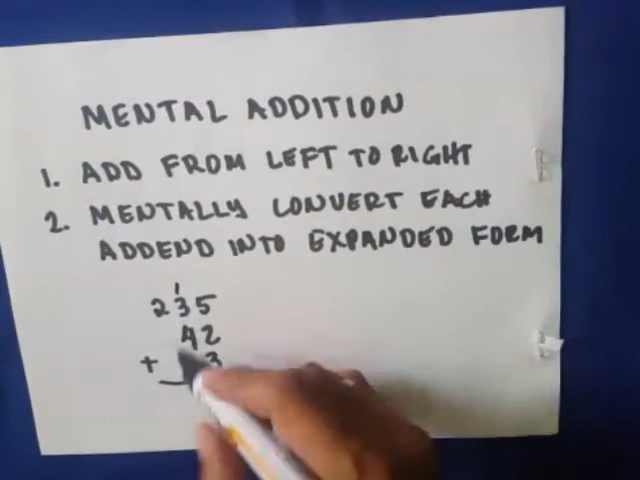 MENTAL ADDITION
1. ADD FROM LEFT TO RIGHT
2. MENTALLY CONVERT EACH
ADDEND INTO EXPANDED FORM
1
235
42
+ 3